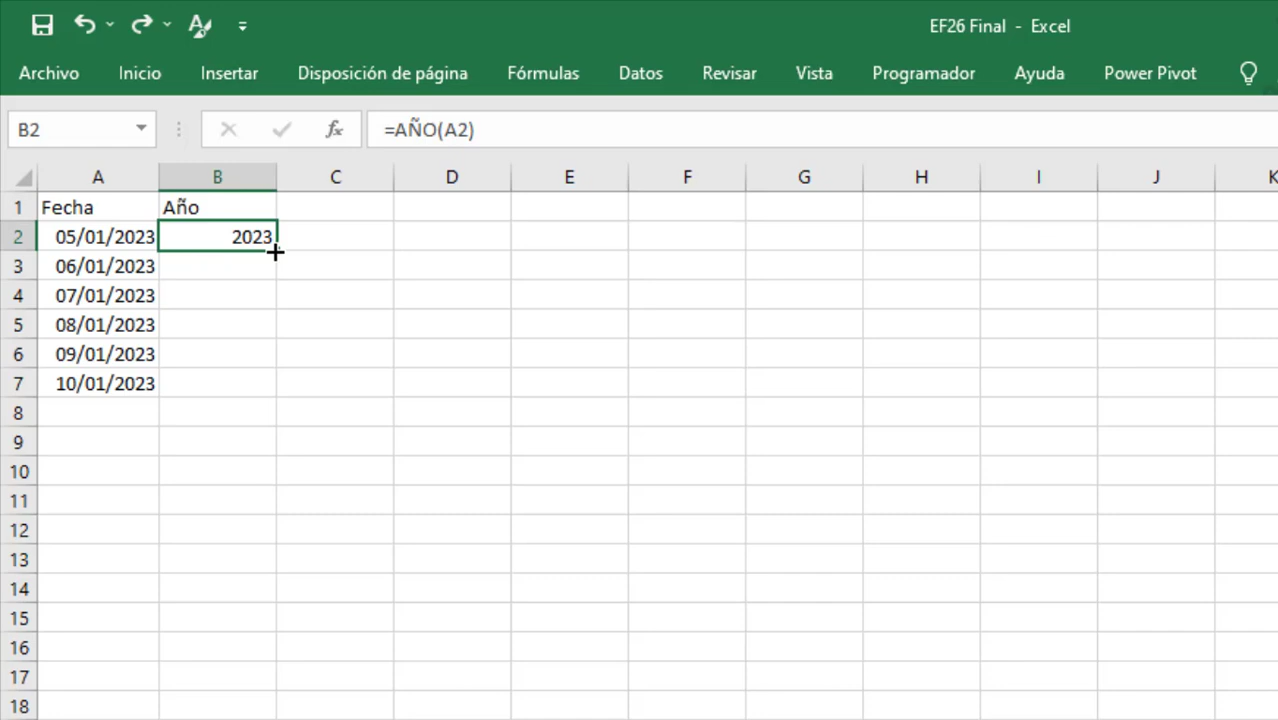 EF26 Final - Excel
Archivo Inicio Insertar Disposición de página Fórmulas Datos Revisar Vista Programador Ayuda Power Pivot
B2 fx =AÑO(A2)
A B C D E F G H I J K
1 Fecha Año
2 05/01/2023 2023
3 06/01/2023
4 07/01/2023
5 08/01/2023
6 09/01/2023
7 10/01/2023
8
9
10
11
12
13
14
15
16
17
18